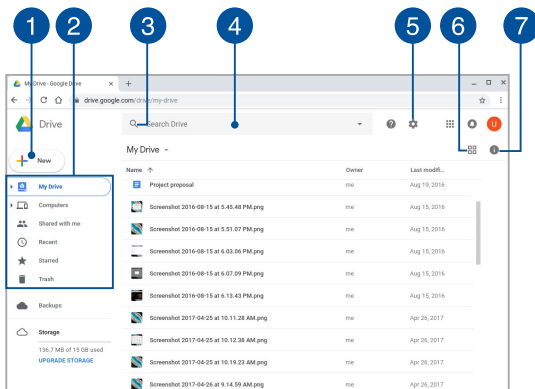 1 2 3 4 5 6 7
My Drive - Google Drive
drive.google.com/drive/my-drive
Drive
Search Drive
U
New
My Drive
Name Owner Last modifi...
My Drive
Project proposal me Aug 19, 2016
Computers
Screenshot 2016-08-15 at 5.45.48 PM.png me Aug 15, 2016
Shared with me
Screenshot 2016-08-15 at 5.51.07 PM.png me Aug 15, 2016
Recent
Screenshot 2016-08-15 at 6.03.06 PM.png me Aug 15, 2016
Starred
Screenshot 2016-08-15 at 6.07.09 PM.png me Aug 15, 2016
Trash
Screenshot 2016-08-15 at 6.13.43 PM.png me Aug 15, 2016
Backups
Screenshot 2017-04-25 at 10.11.28 AM.png me Apr 26, 2017
Storage
Screenshot 2017-04-25 at 10.12.38 AM.png me Apr 26, 2017
136.7 MB of 15 GB used
UPGRADE STORAGE
Screenshot 2017-04-25 at 10.19.23 AM.png me Apr 26, 2017
Screenshot 2017-04-26 at 9.14.59 AM.png me Apr 26, 2017